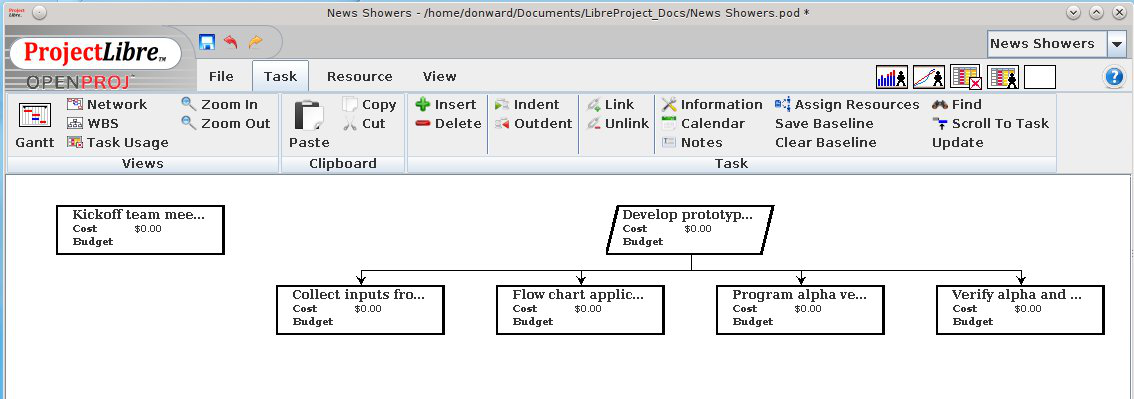 News Showers - /home/donward/Documents/LibreProject_Docs/News Showers.pod *
Project
Libre
ProjectLibre™
OPENPROJ
News Showers
File Task Resource View
Gantt
Network
WBS
Task Usage
Zoom In
Zoom Out
Views
Paste
Copy
Cut
Clipboard
Insert
Delete
Indent
Outdent
Link
Unlink
Information
Calendar
Notes
Assign Resources
Save Baseline
Clear Baseline
Find
Scroll To Task
Update
Task
Kickoff team mee...
Cost $0.00
Budget
Develop prototyp...
Cost $0.00
Budget
Collect inputs fro...
Cost $0.00
Budget
Flow chart applic...
Cost $0.00
Budget
Program alpha ve...
Cost $0.00
Budget
Verify alpha and ...
Cost $0.00
Budget